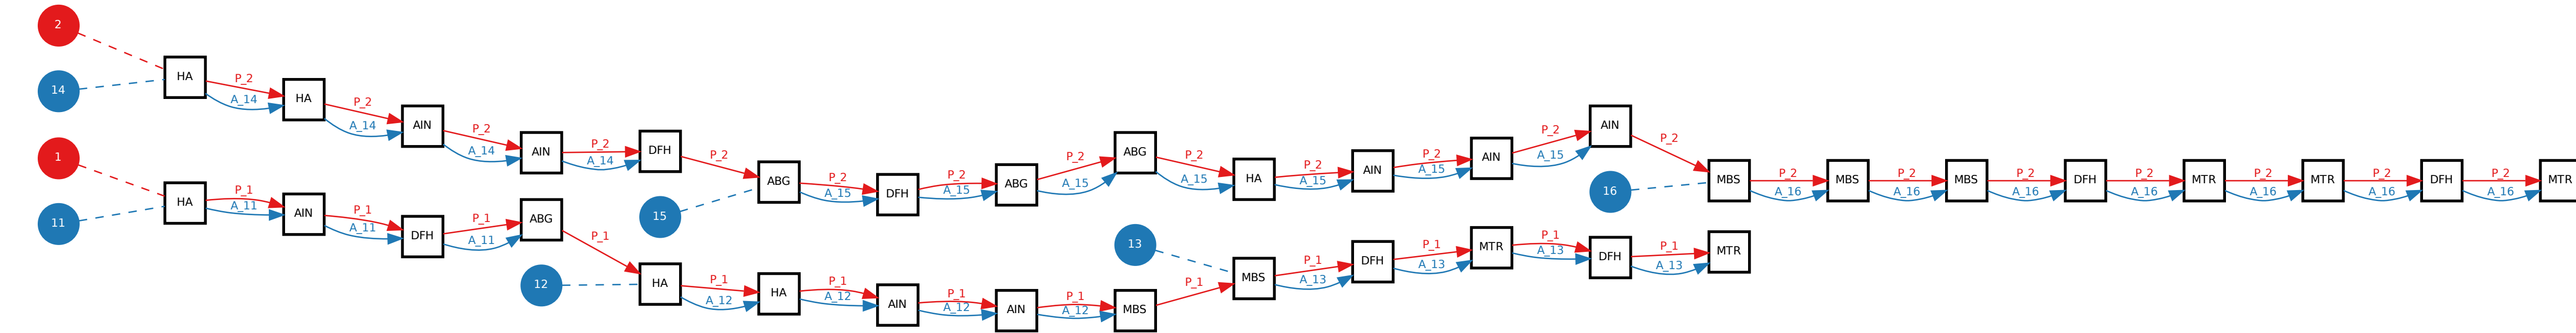 2
14
HA
P_2
A_14
HA
P_2
A_14
AIN
P_2
A_14
AIN
P_2
A_14
DFH
P_2
15
ABG
P_2
A_15
DFH
P_2
A_15
ABG
P_2
A_15
ABG
P_2
A_15
HA
P_2
A_15
AIN
P_2
A_15
AIN
P_2
A_15
AIN
P_2
16
MBS
P_2
A_16
MBS
P_2
A_16
MBS
P_2
A_16
DFH
P_2
A_16
MTR
P_2
A_16
MTR
P_2
A_16
DFH
P_2
A_16
MTR
1
11
HA
P_1
A_11
AIN
P_1
A_11
DFH
P_1
A_11
ABG
P_1
12
HA
P_1
A_12
HA
P_1
A_12
AIN
P_1
A_12
AIN
P_1
A_12
MBS
P_1
13
MBS
P_1
A_13
DFH
P_1
A_13
MTR
P_1
A_13
DFH
P_1
A_13
MTR